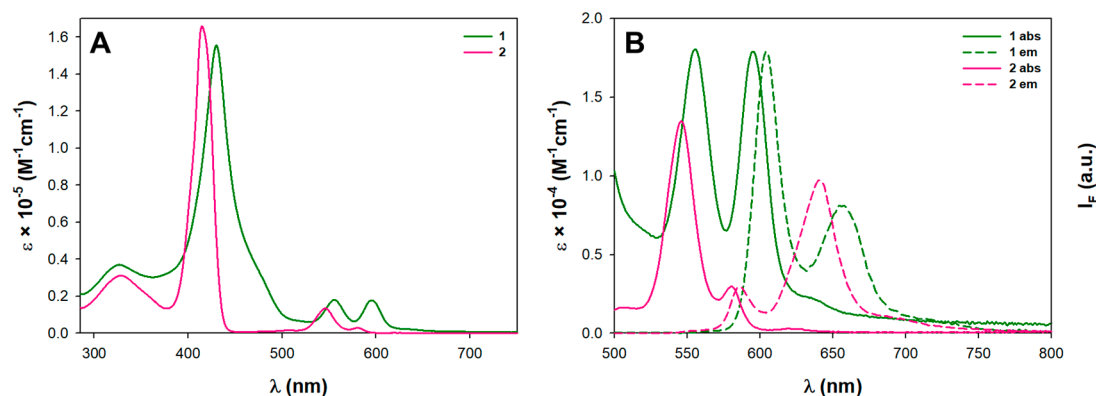 A
1
2
1.6
1.4
1.2
1.0
0.8
0.6
0.4
0.2
0.0
ε × 10⁻⁵ (M⁻¹cm⁻¹)
300 400 500 600 700
λ (nm)
B
1 abs
1 em
2 abs
2 em
2.0
1.5
1.0
0.5
0.0
ε × 10⁻⁴ (M⁻¹cm⁻¹)
I_F (a.u.)
500 550 600 650 700 750 800
λ (nm)